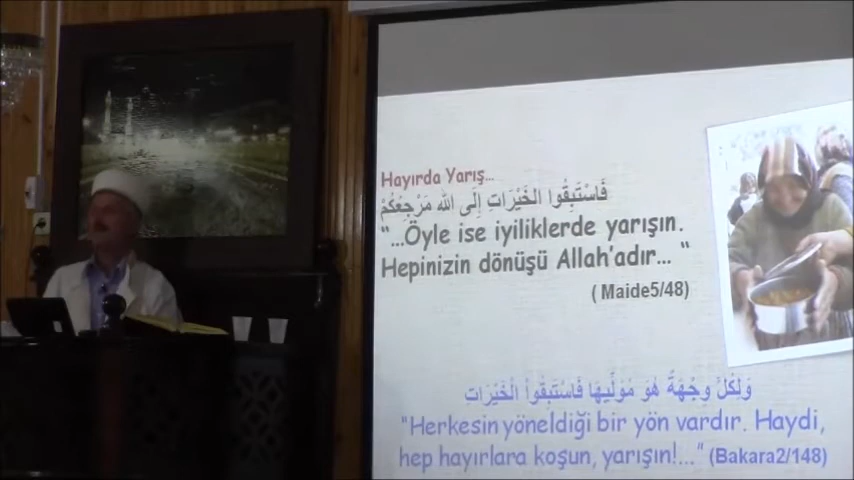 Hayırda Yarış...
فَاسْتَبِقُوا الْخَيْرَاتِ إِلَى الله مَرْجِعُكُمْ
"...Öyle ise iyiliklerde yarışın.
Hepinizin dönüşü Allah'adır... "
(Maide5/48)
وَلِكُلٍّ وِجْهَةٌ هُوَ مُوَلِّيهَا فَاسْتَبِقُواْ الْخَيْرَاتِ
"Herkesin yöneldiği bir yön vardır. Haydi,
hep hayırlara koşun, yarışın!..." (Bakara2/148)